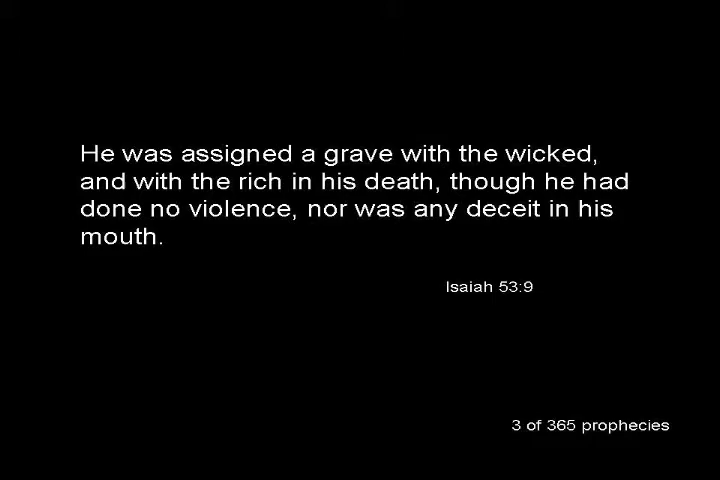 He was assigned a grave with the wicked,
and with the rich in his death, though he had
done no violence, nor was any deceit in his
mouth.
Isaiah 53:9
3 of 365 prophecies